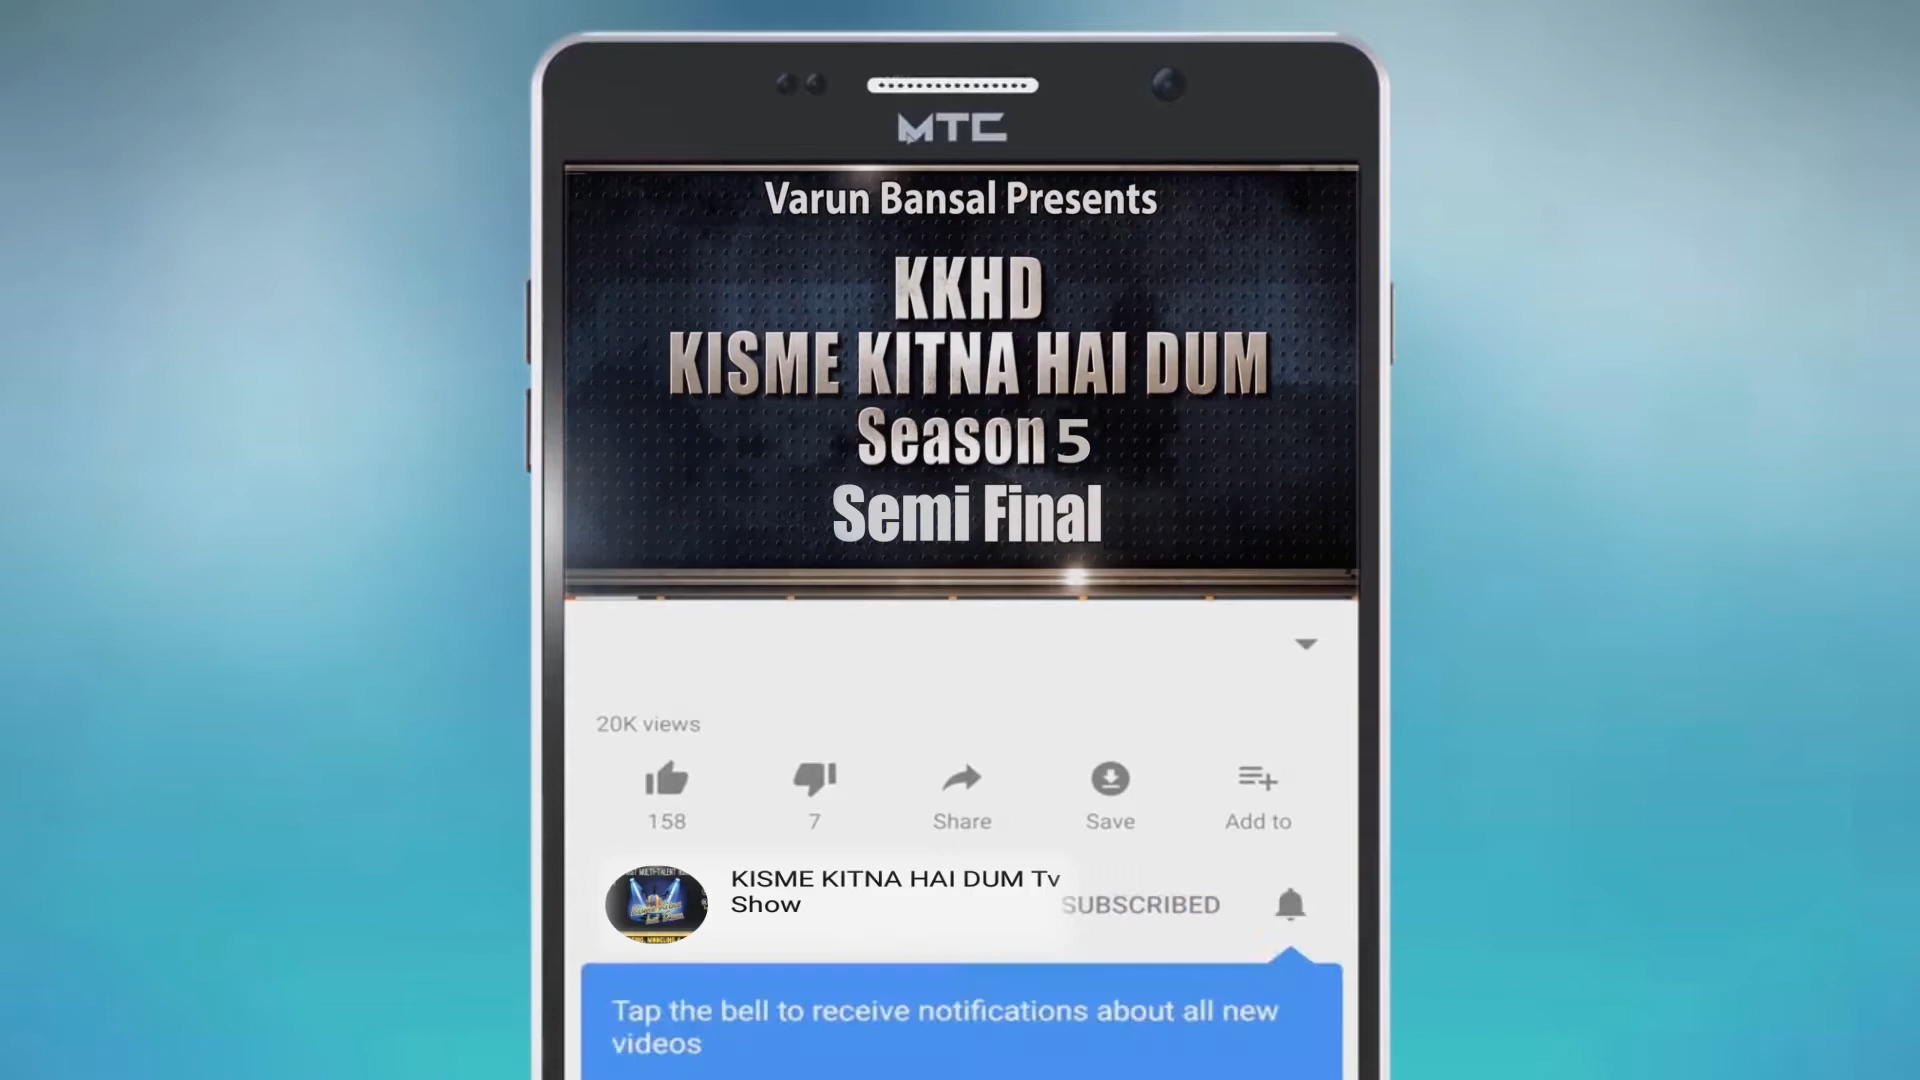 MTC
Varun Bansal Presents
KKHD
KISME KITNA HAI DUM
Season 5
Semi Final
20K views
158
7
Share
Save
Add to
KISME KITNA HAI DUM Tv
Show
SUBSCRIBED
Tap the bell to receive notifications about all new
videos